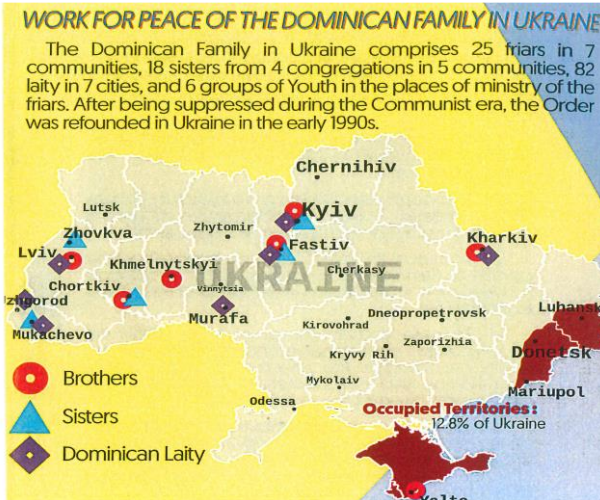 WORK FOR PEACE OF THE DOMINICAN FAMILY IN UKRAINE
The Dominican Family in Ukraine comprises 25 friars in 7
communities, 18 sisters from 4 congregations in 5 communities, 82
laity in 7 cities, and 6 groups of Youth in the places of ministry of the
friars. After being suppressed during the Communist era, the Order
was refounded in Ukraine in the early 1990s.
Chernihiv
Lutsk
Kyiv
Zhovkva
Zhytomir
Kharkiv
Fastiv
Lviv
Khmelnytskyi
Cherkasy
UKRAINE
Chortkiv
Vinnytsia
Uzhgorod
Luhansk
Murafa
Dneopropetrovsk
Kirovohrad
Mukachevo
Zaporizhia
Donetsk
Kryvy Rih
Brothers
Mykolaiv
Mariupol
Odessa
Occupied Territories:
Sisters
12.8% of Ukraine
Dominican Laity
Yalta